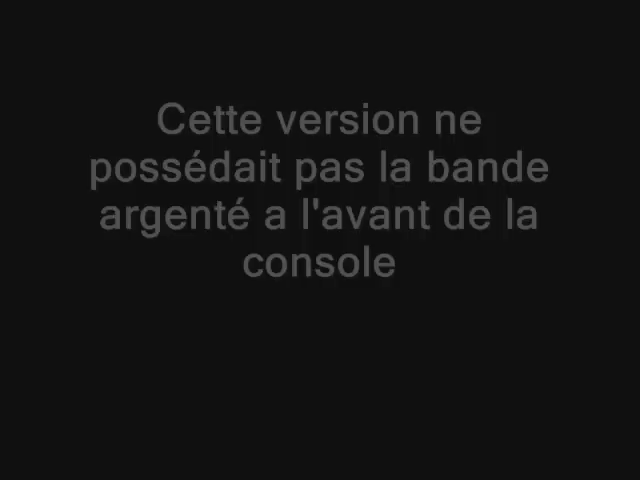 Cette version ne
possédait pas la bande
argenté a l'avant de la
console